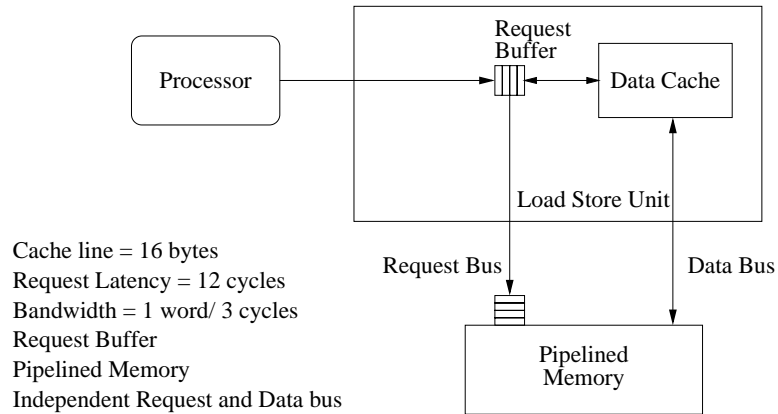 Request
Buffer
Processor
Data Cache
Load Store Unit
Request Bus
Data Bus
Cache line = 16 bytes
Request Latency = 12 cycles
Bandwidth = 1 word/ 3 cycles
Request Buffer
Pipelined Memory
Independent Request and Data bus
Pipelined
Memory